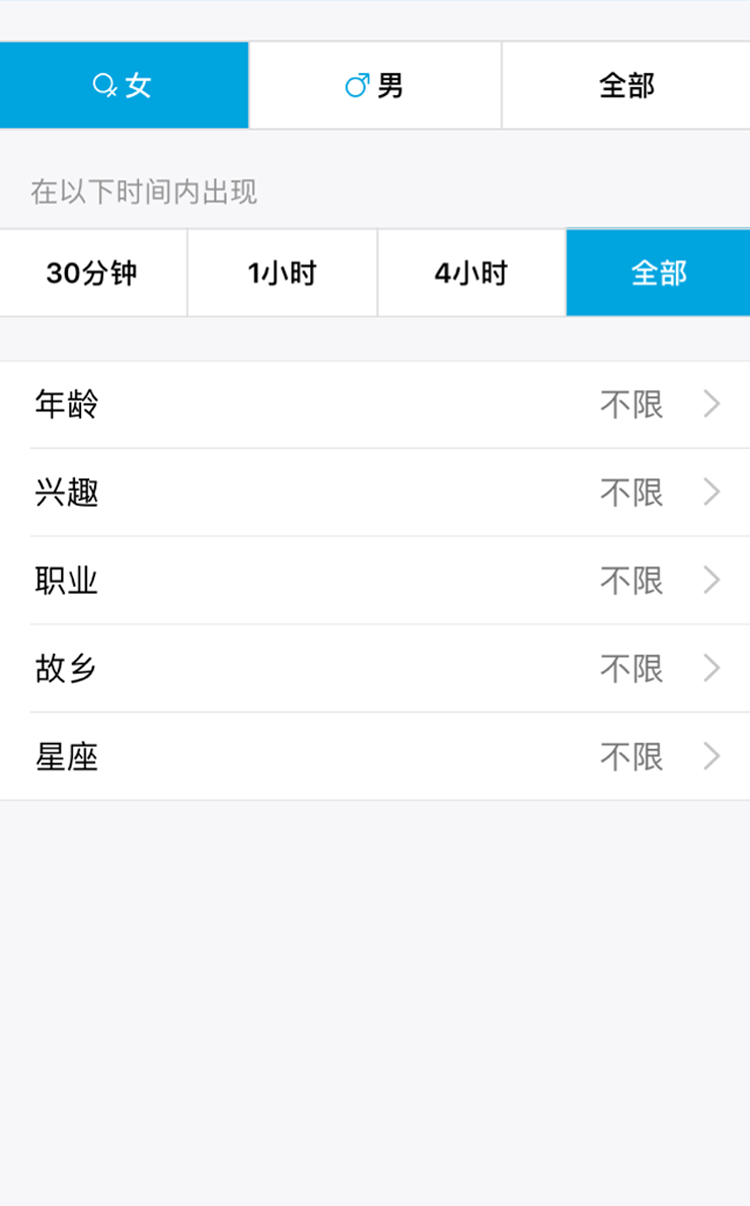 女 男 全部
在以下时间内出现
30分钟 1小时 4小时 全部
年龄 不限
兴趣 不限
职业 不限
故乡 不限
星座 不限